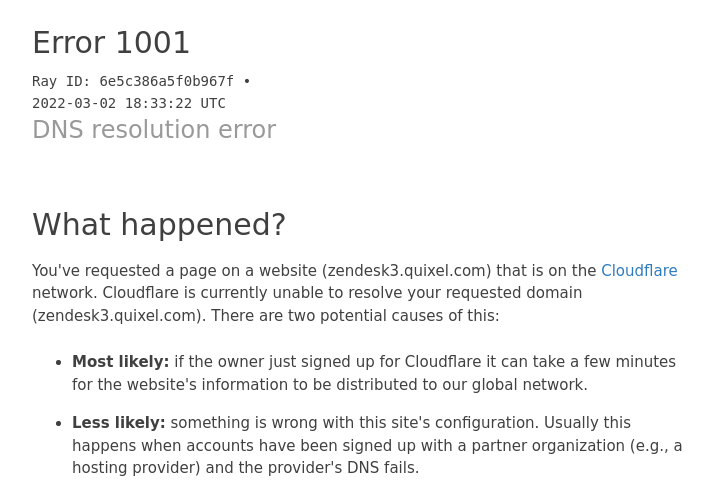 Error 1001
Ray ID: 6e5c386a5f0b967f •
2022-03-02 18:33:22 UTC
DNS resolution error
What happened?
You've requested a page on a website (zendesk3.quixel.com) that is on the Cloudflare
network. Cloudflare is currently unable to resolve your requested domain
(zendesk3.quixel.com). There are two potential causes of this:
• Most likely: if the owner just signed up for Cloudflare it can take a few minutes
for the website's information to be distributed to our global network.
• Less likely: something is wrong with this site's configuration. Usually this
happens when accounts have been signed up with a partner organization (e.g., a
hosting provider) and the provider's DNS fails.